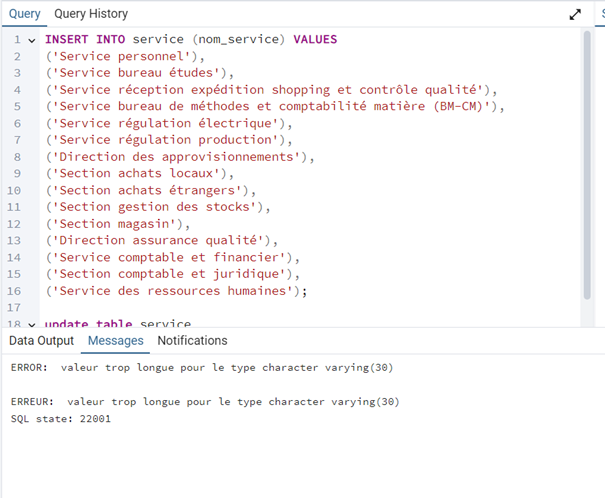 Query Query History
1 INSERT INTO service (nom_service) VALUES
2 ('Service personnel'),
3 ('Service bureau études'),
4 ('Service réception expédition shopping et contrôle qualité'),
5 ('Service bureau de méthodes et comptabilité matière (BM-CM)'),
6 ('Service régulation électrique'),
7 ('Service régulation production'),
8 ('Direction des approvisionnements'),
9 ('Section achats locaux'),
10 ('Section achats étrangers'),
11 ('Section gestion des stocks'),
12 ('Section magasin'),
13 ('Direction assurance qualité'),
14 ('Service comptable et financier'),
15 ('Section comptable et juridique'),
16 ('Service des ressources humaines');
17
18 update table service
Data Output Messages Notifications
ERROR:  valeur trop longue pour le type character varying(30)
ERREUR:  valeur trop longue pour le type character varying(30)
SQL state: 22001